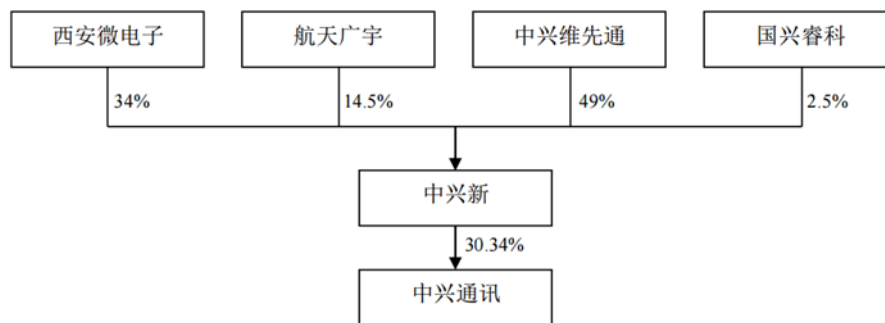 西安微电子
航天广宇
中兴维先通
国兴睿科
34%
14.5%
49%
2.5%
中兴新
30.34%
中兴通讯